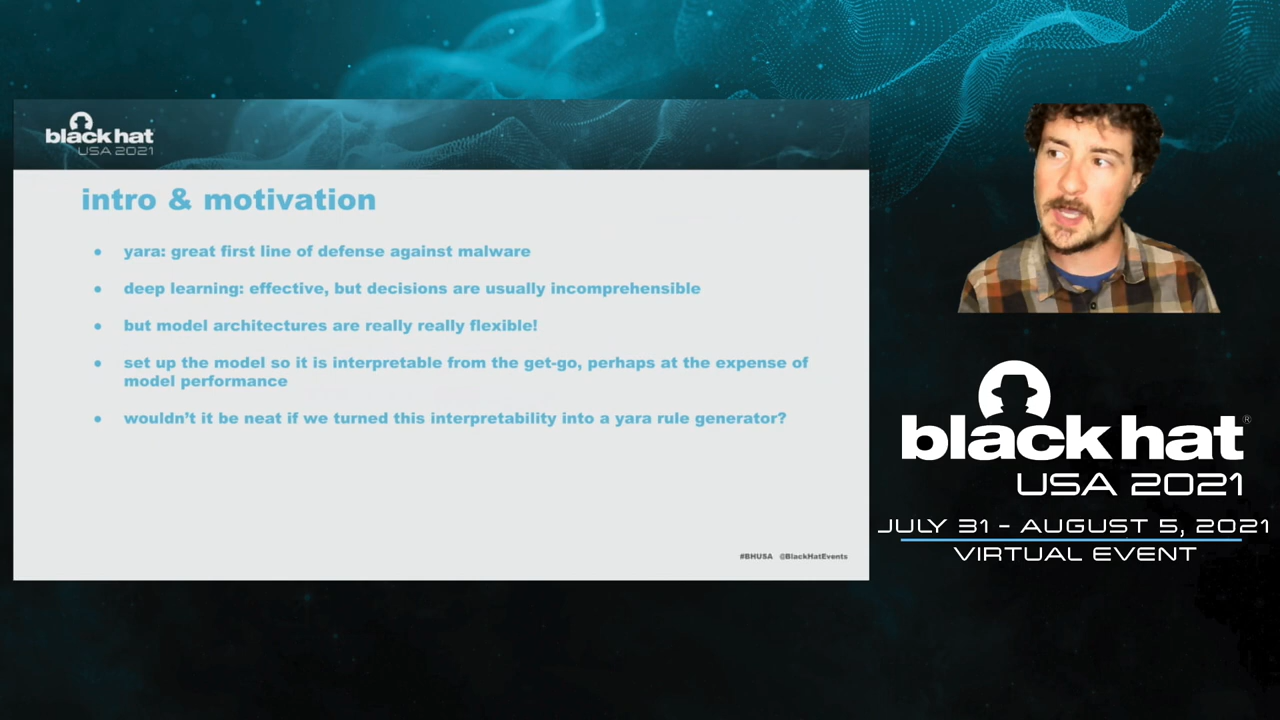 black hat
USA 2021
intro & motivation
● yara: great first line of defense against malware
● deep learning: effective, but decisions are usually incomprehensible
● but model architectures are really really flexible!
● set up the model so it is interpretable from the get-go, perhaps at the expense of
model performance
● wouldn’t it be neat if we turned this interpretability into a yara rule generator?
#BHUSA @BlackHatEvents
black hat®
USA 2021
JULY 31 - AUGUST 5, 2021
VIRTUAL EVENT